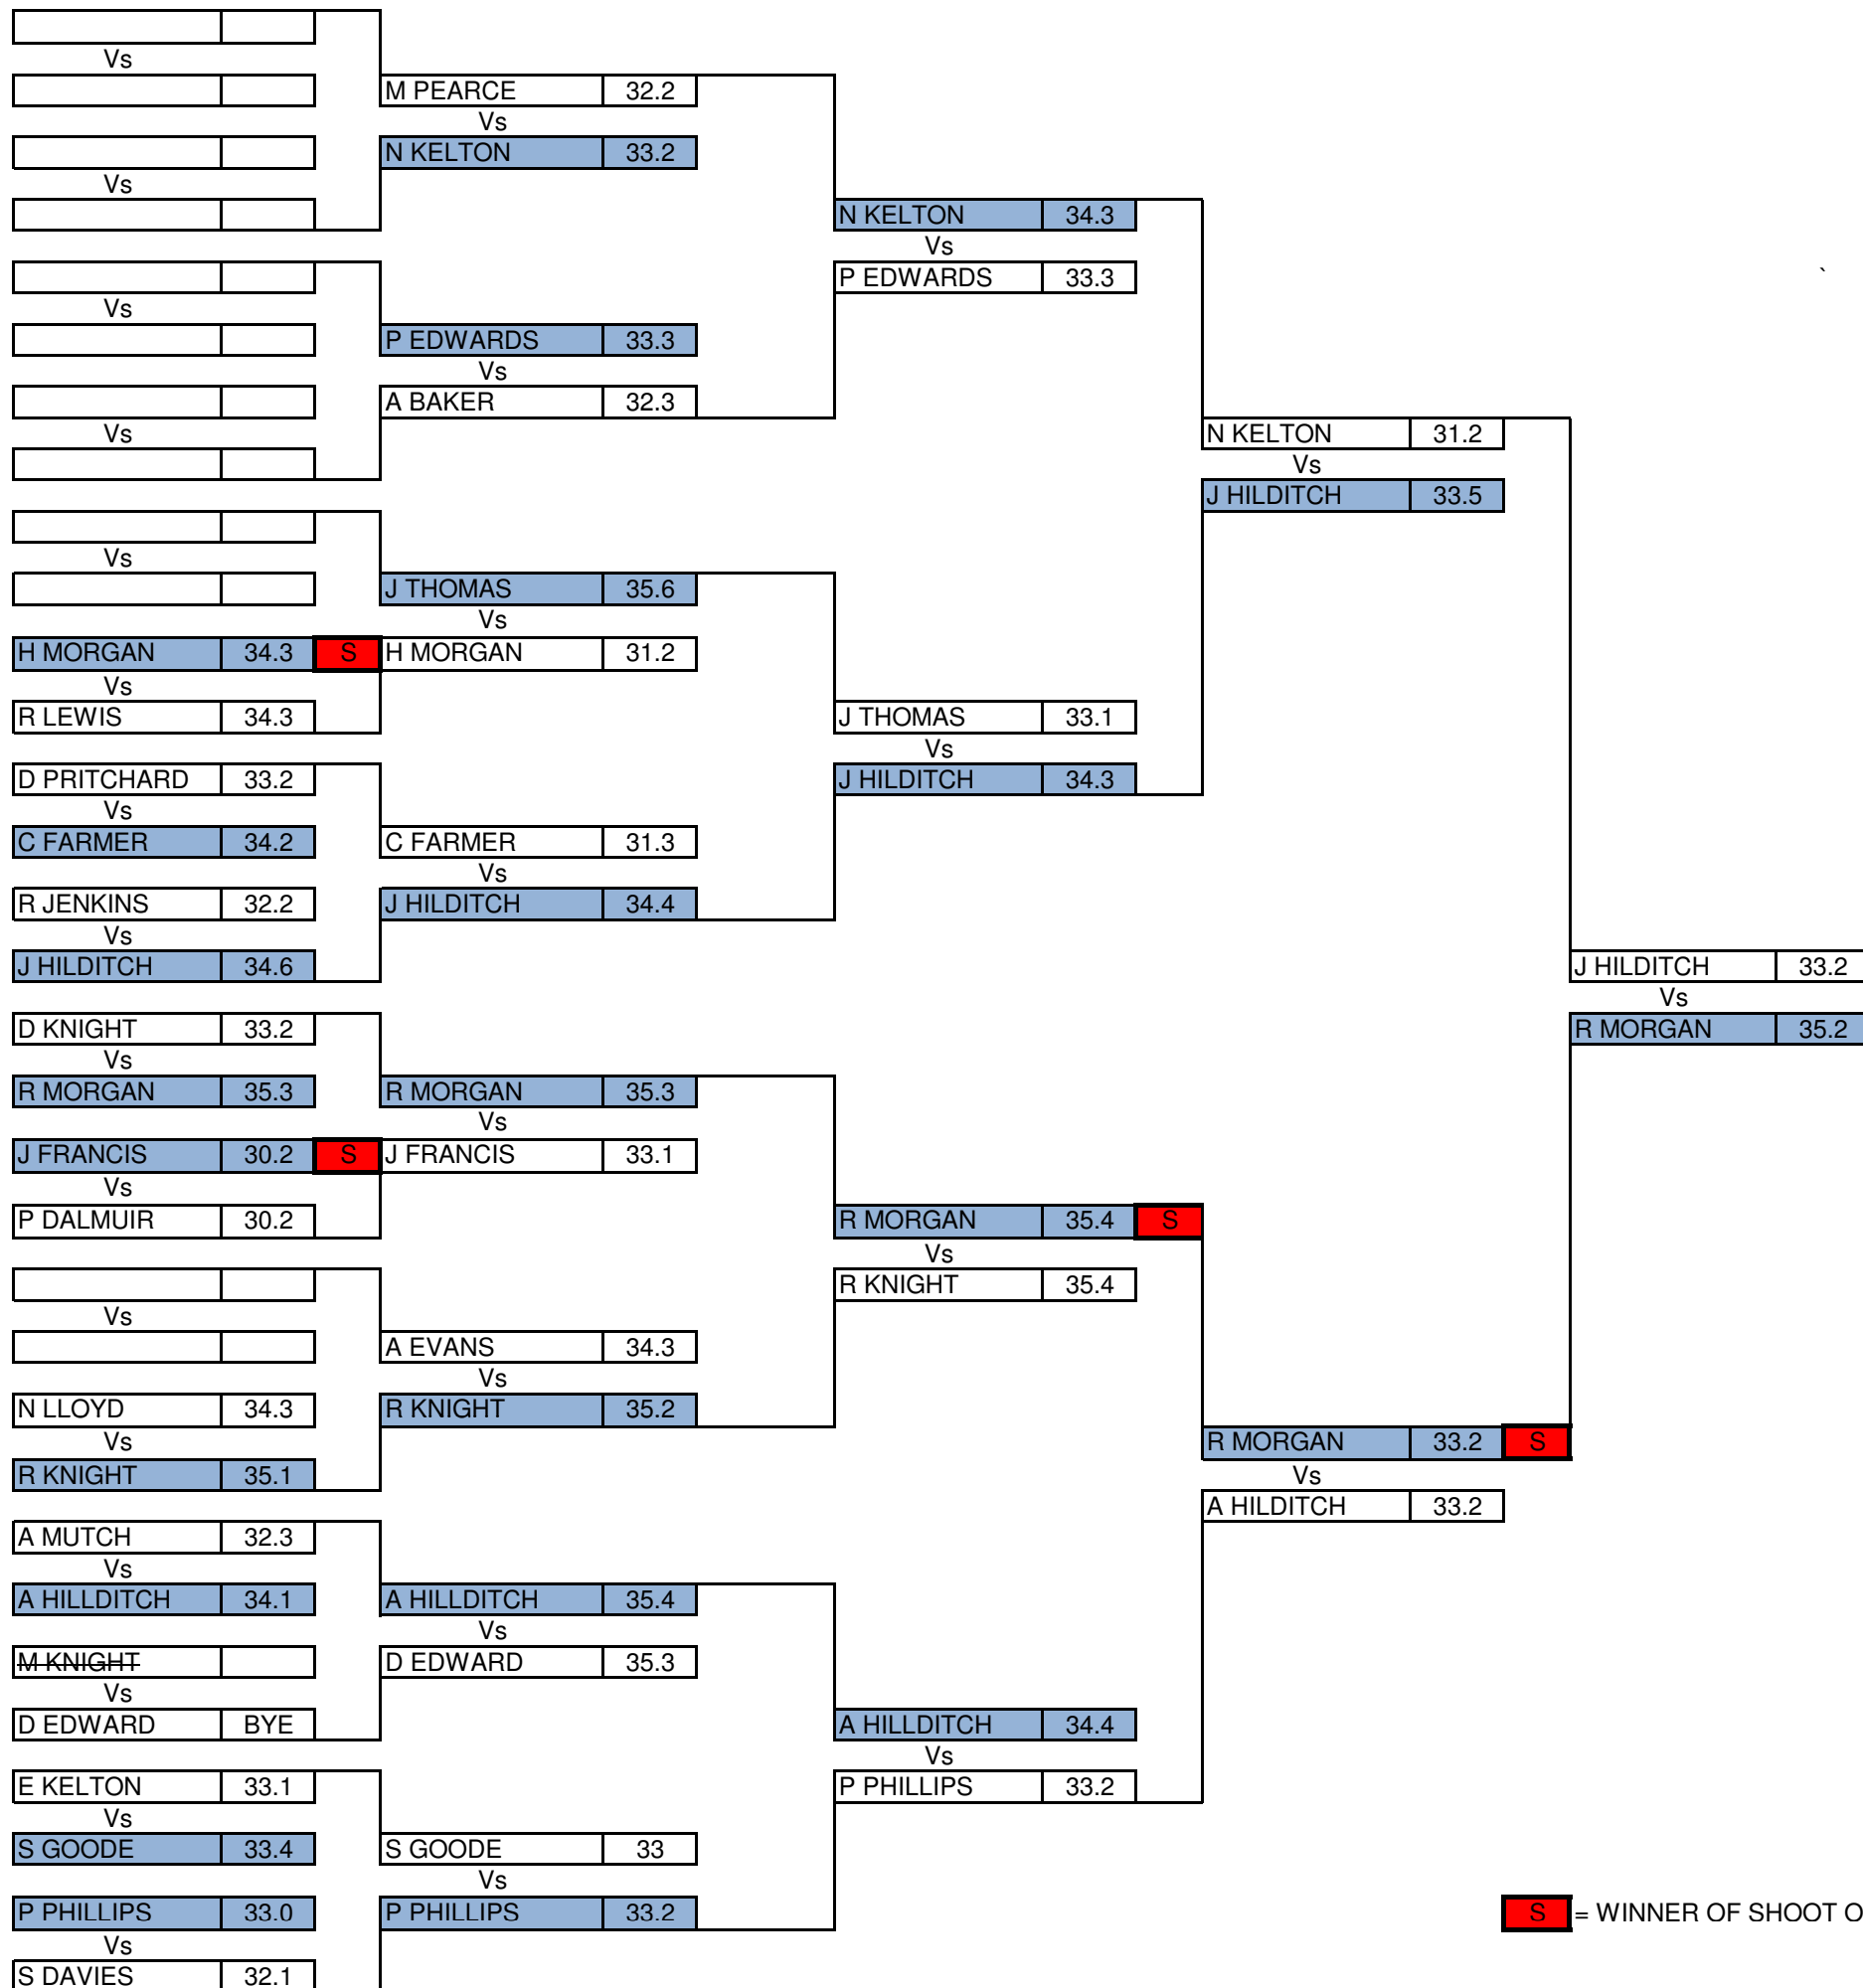 Vs
M PEARCE 32.2
Vs
N KELTON 33.2
Vs
N KELTON 34.3
Vs
P EDWARDS 33.3
`
Vs
P EDWARDS 33.3
Vs
A BAKER 32.3
Vs
N KELTON 31.2
Vs
J HILDITCH 33.5
Vs
J THOMAS 35.6
Vs
H MORGAN 34.3 S H MORGAN 31.2
Vs
R LEWIS 34.3 J THOMAS 33.1
Vs
D PRITCHARD 33.2 J HILDITCH 34.3
Vs
C FARMER 34.2 C FARMER 31.3
Vs
R JENKINS 32.2 J HILDITCH 34.4
Vs
J HILDITCH 34.6 J HILDITCH 33.2
Vs
D KNIGHT 33.2 R MORGAN 35.2
Vs
R MORGAN 35.3 R MORGAN 35.3
Vs
J FRANCIS 30.2 S J FRANCIS 33.1
Vs
P DALMUIR 30.2 R MORGAN 35.4 S
Vs
R KNIGHT 35.4
Vs
A EVANS 34.3
Vs
N LLOYD 34.3 R KNIGHT 35.2
Vs R MORGAN 33.2 S
R KNIGHT 35.1 Vs
A HILDITCH 33.2
A MUTCH 32.3
Vs
A HILLDITCH 34.1 A HILLDITCH 35.4
Vs
M KNIGHT D EDWARD 35.3
Vs
D EDWARD BYE A HILLDITCH 34.4
Vs
E KELTON 33.1 P PHILLIPS 33.2
Vs
S GOODE 33.4 S GOODE 33
Vs
P PHILLIPS 33.0 P PHILLIPS 33.2 S = WINNER OF SHOOT O
Vs
S DAVIES 32.1